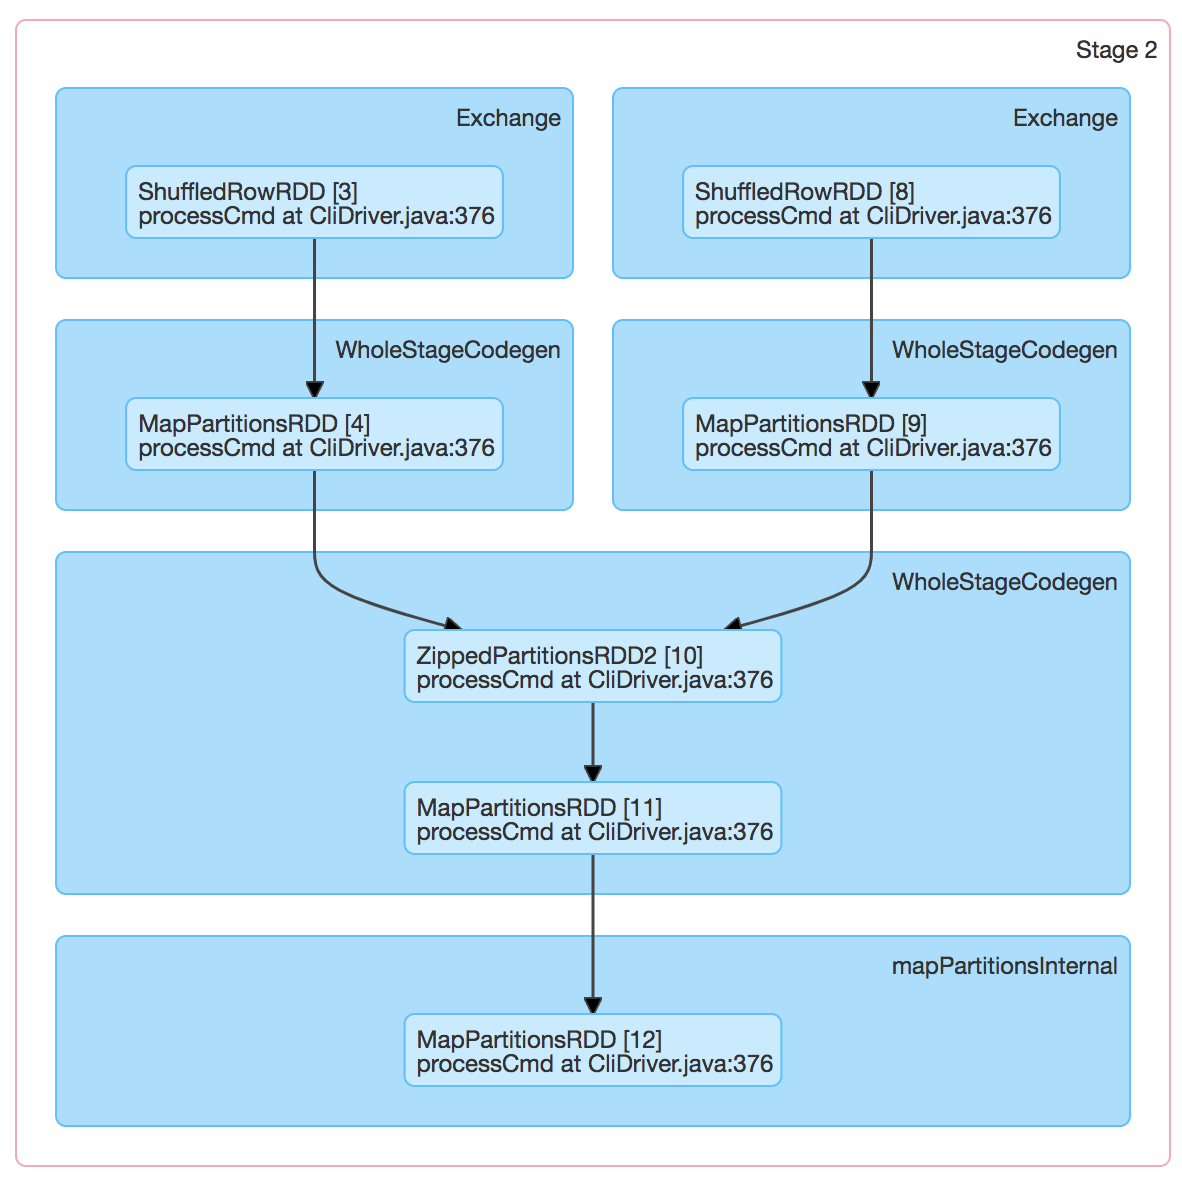 Stage 2
Exchange
ShuffledRowRDD [3]
processCmd at CliDriver.java:376
Exchange
ShuffledRowRDD [8]
processCmd at CliDriver.java:376
WholeStageCodegen
MapPartitionsRDD [4]
processCmd at CliDriver.java:376
WholeStageCodegen
MapPartitionsRDD [9]
processCmd at CliDriver.java:376
WholeStageCodegen
ZippedPartitionsRDD2 [10]
processCmd at CliDriver.java:376
MapPartitionsRDD [11]
processCmd at CliDriver.java:376
mapPartitionsInternal
MapPartitionsRDD [12]
processCmd at CliDriver.java:376